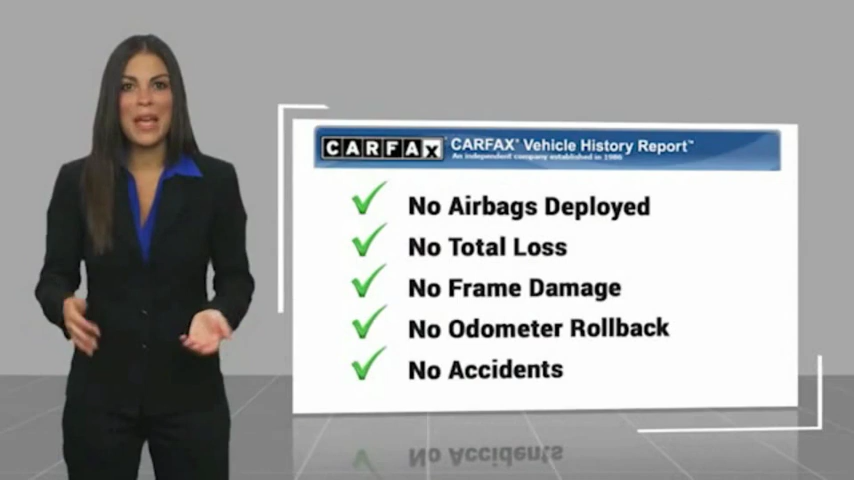 CARFAX CARFAX® Vehicle History Report™
An independent company established in 1986
No Airbags Deployed
No Total Loss
No Frame Damage
No Odometer Rollback
No Accidents
No Accidents